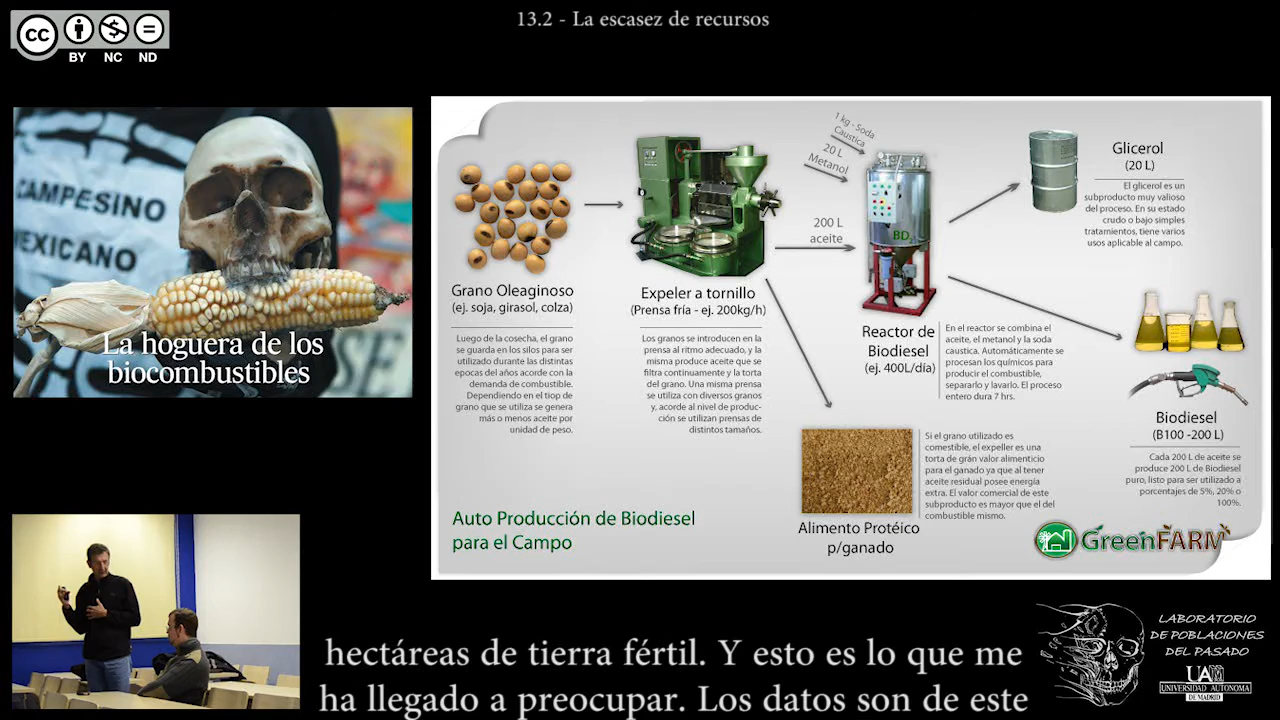 13.2 - La escasez de recursos
cc
BY NC ND
CAMPESINO
MEXICANO
La hoguera de los
biocombustibles
Grano Oleaginoso
(ej. soja, girasol, colza)
Luego de la cosecha, el grano
se guarda en los silos para ser
utilizado durante las distintas
epocas del años acorde con la
demanda de combustible.
Dependiendo en el tiop de
grano que se utiliza se genera
más o menos aceite por
unidad de peso.
Expeler a tornillo
(Prensa fría - ej. 200kg/h)
Los granos se introducen en la
prensa al ritmo adecuado, y la
misma produce aceite que se
filtra continuamente y la torta
del grano. Una misma prensa
se utiliza con diversos granos
y, acorde al nivel de produc-
ción se utilizan prensas de
distintos tamaños.
1 kg - Soda
Caustica
20 L
Metanol
200 L
aceite
BD
Reactor de
Biodiesel
(ej. 400L/día)
En el reactor se combina el
aceite, el metanol y la soda
caustica. Automáticamente se
procesan los químicos para
producir el combustible,
separarlo y lavarlo. El proceso
entero dura 7 hrs.
Glicerol
(20 L)
El glicerol es un
subproducto muy valioso
del proceso. En su estado
crudo o bajo simples
tratamientos, tiene varios
usos aplicable al campo.
Biodiesel
(B100 -200 L)
Cada 200 L de aceite se
produce 200 L de Biodiesel
puro, listo para ser utilizado a
porcentajes de 5%, 20% o
100%.
Si el grano utilizado es
comestible, el expeller es una
torta de grán valor alimenticio
para el ganado ya que al tener
aceite residual posee energía
extra. El valor comercial de este
subproducto es mayor que el del
combustible mismo.
Alimento Protéico
p/ganado
Auto Producción de Biodiesel
para el Campo
GreenFARM
hectáreas de tierra fértil. Y esto es lo que me
ha llegado a preocupar. Los datos son de este
LABORATORIO
DE POBLACIONES
DEL PASADO
UAM
UNIVERSIDAD AUTONOMA
DE MADRID